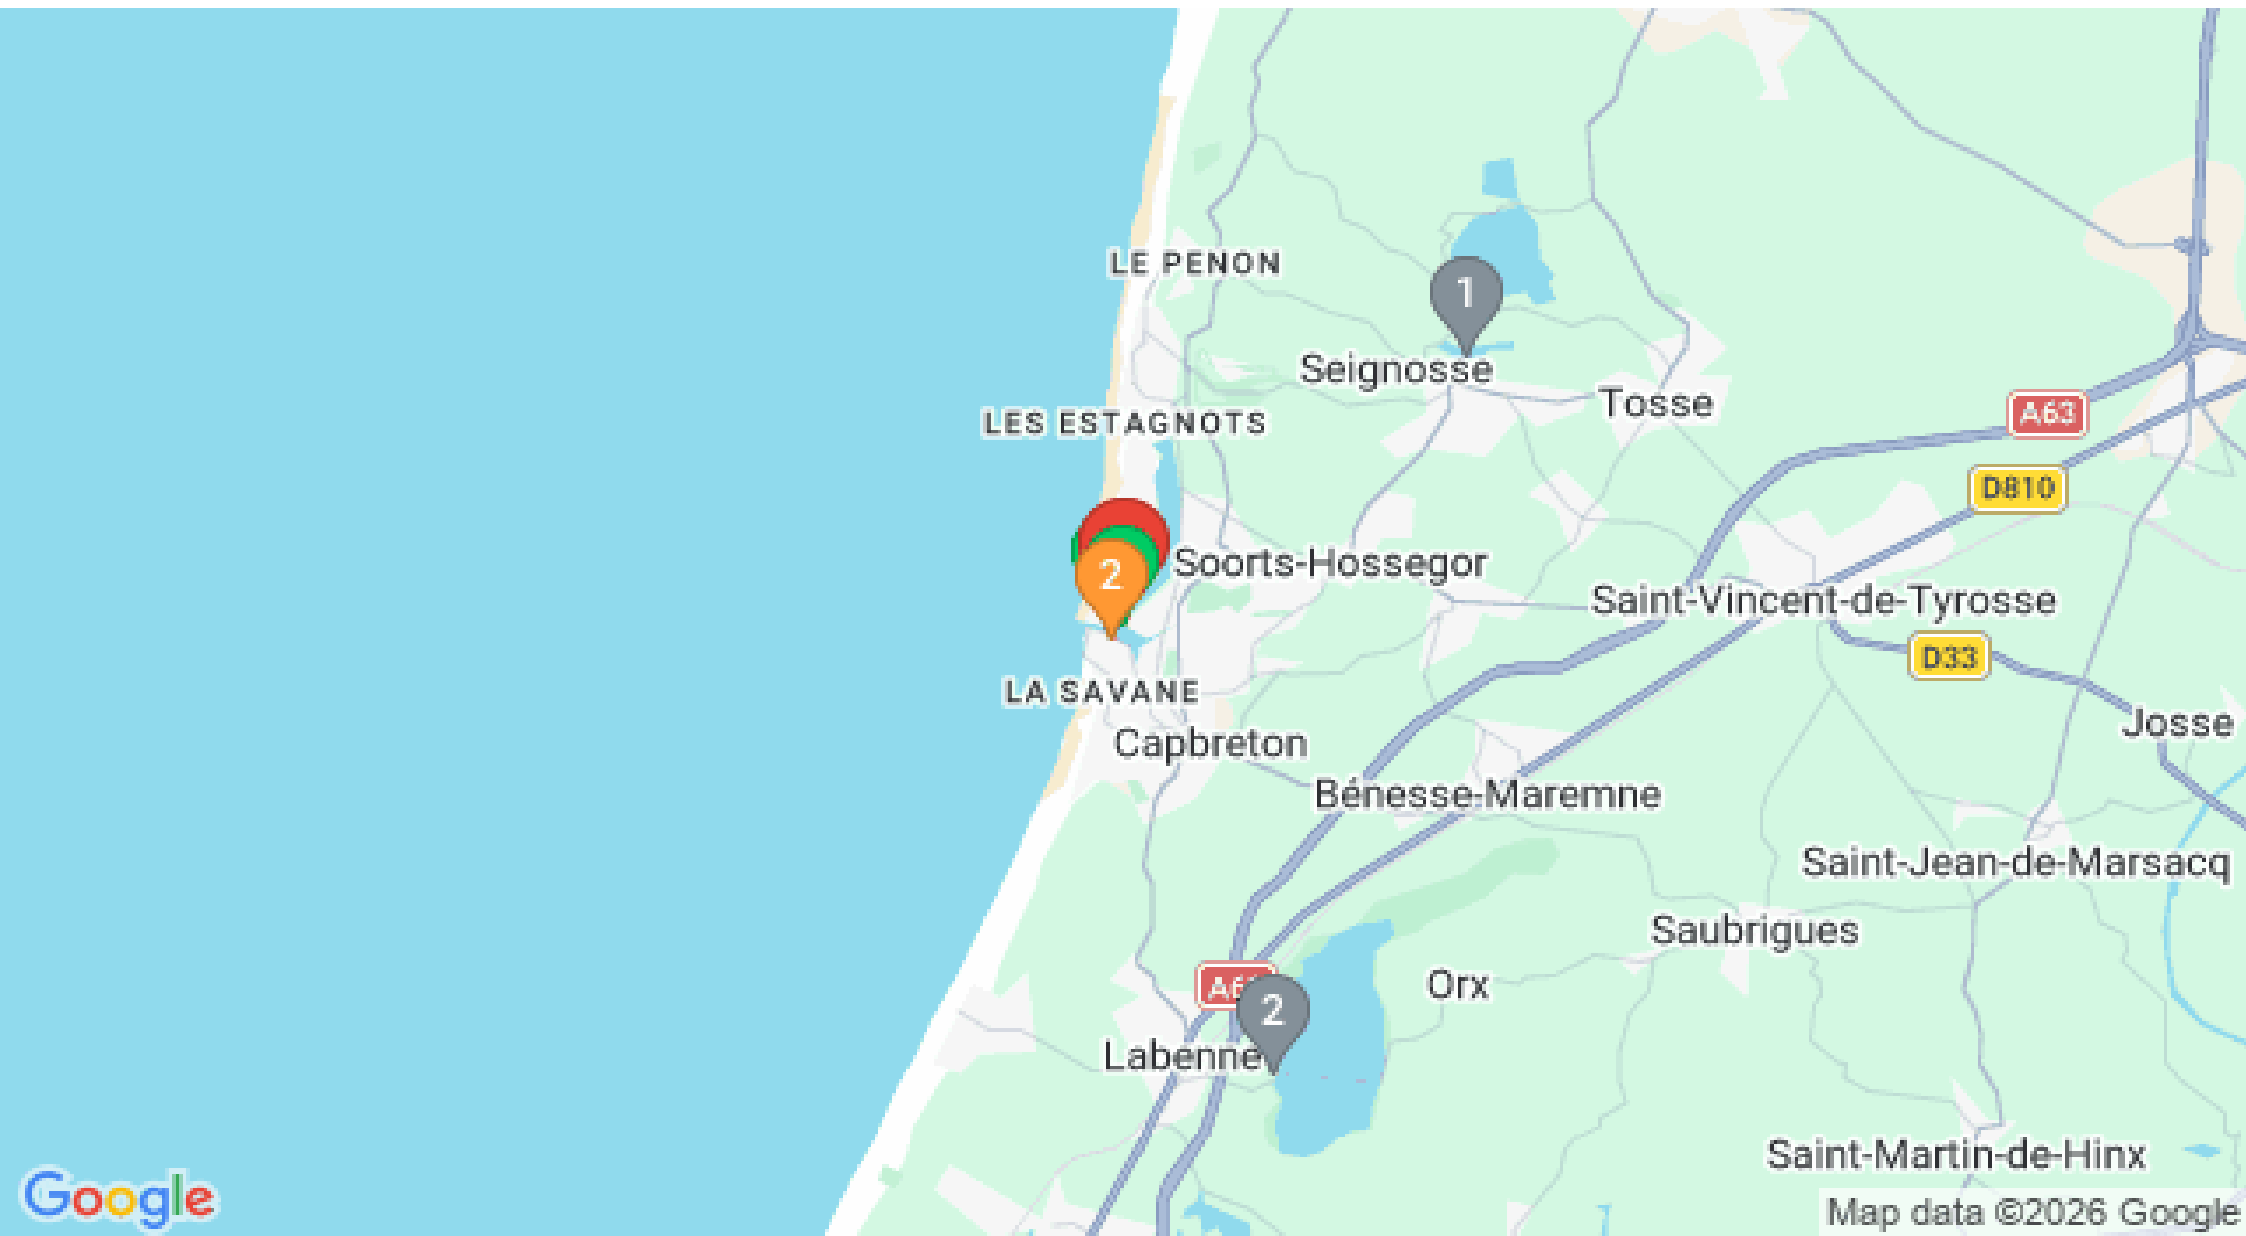 LE PENON
1
Seignosse
Tosse
A63
LES ESTAGNOTS
D810
2
Soorts-Hossegor
Saint-Vincent-de-Tyrosse
D33
LA SAVANE
Josse
Capbreton
Bénesse-Maremne
Saint-Jean-de-Marsacq
Saubrigues
Orx
2
Labenne
Saint-Martin-de-Hinx
Google
Map data ©2026 Google